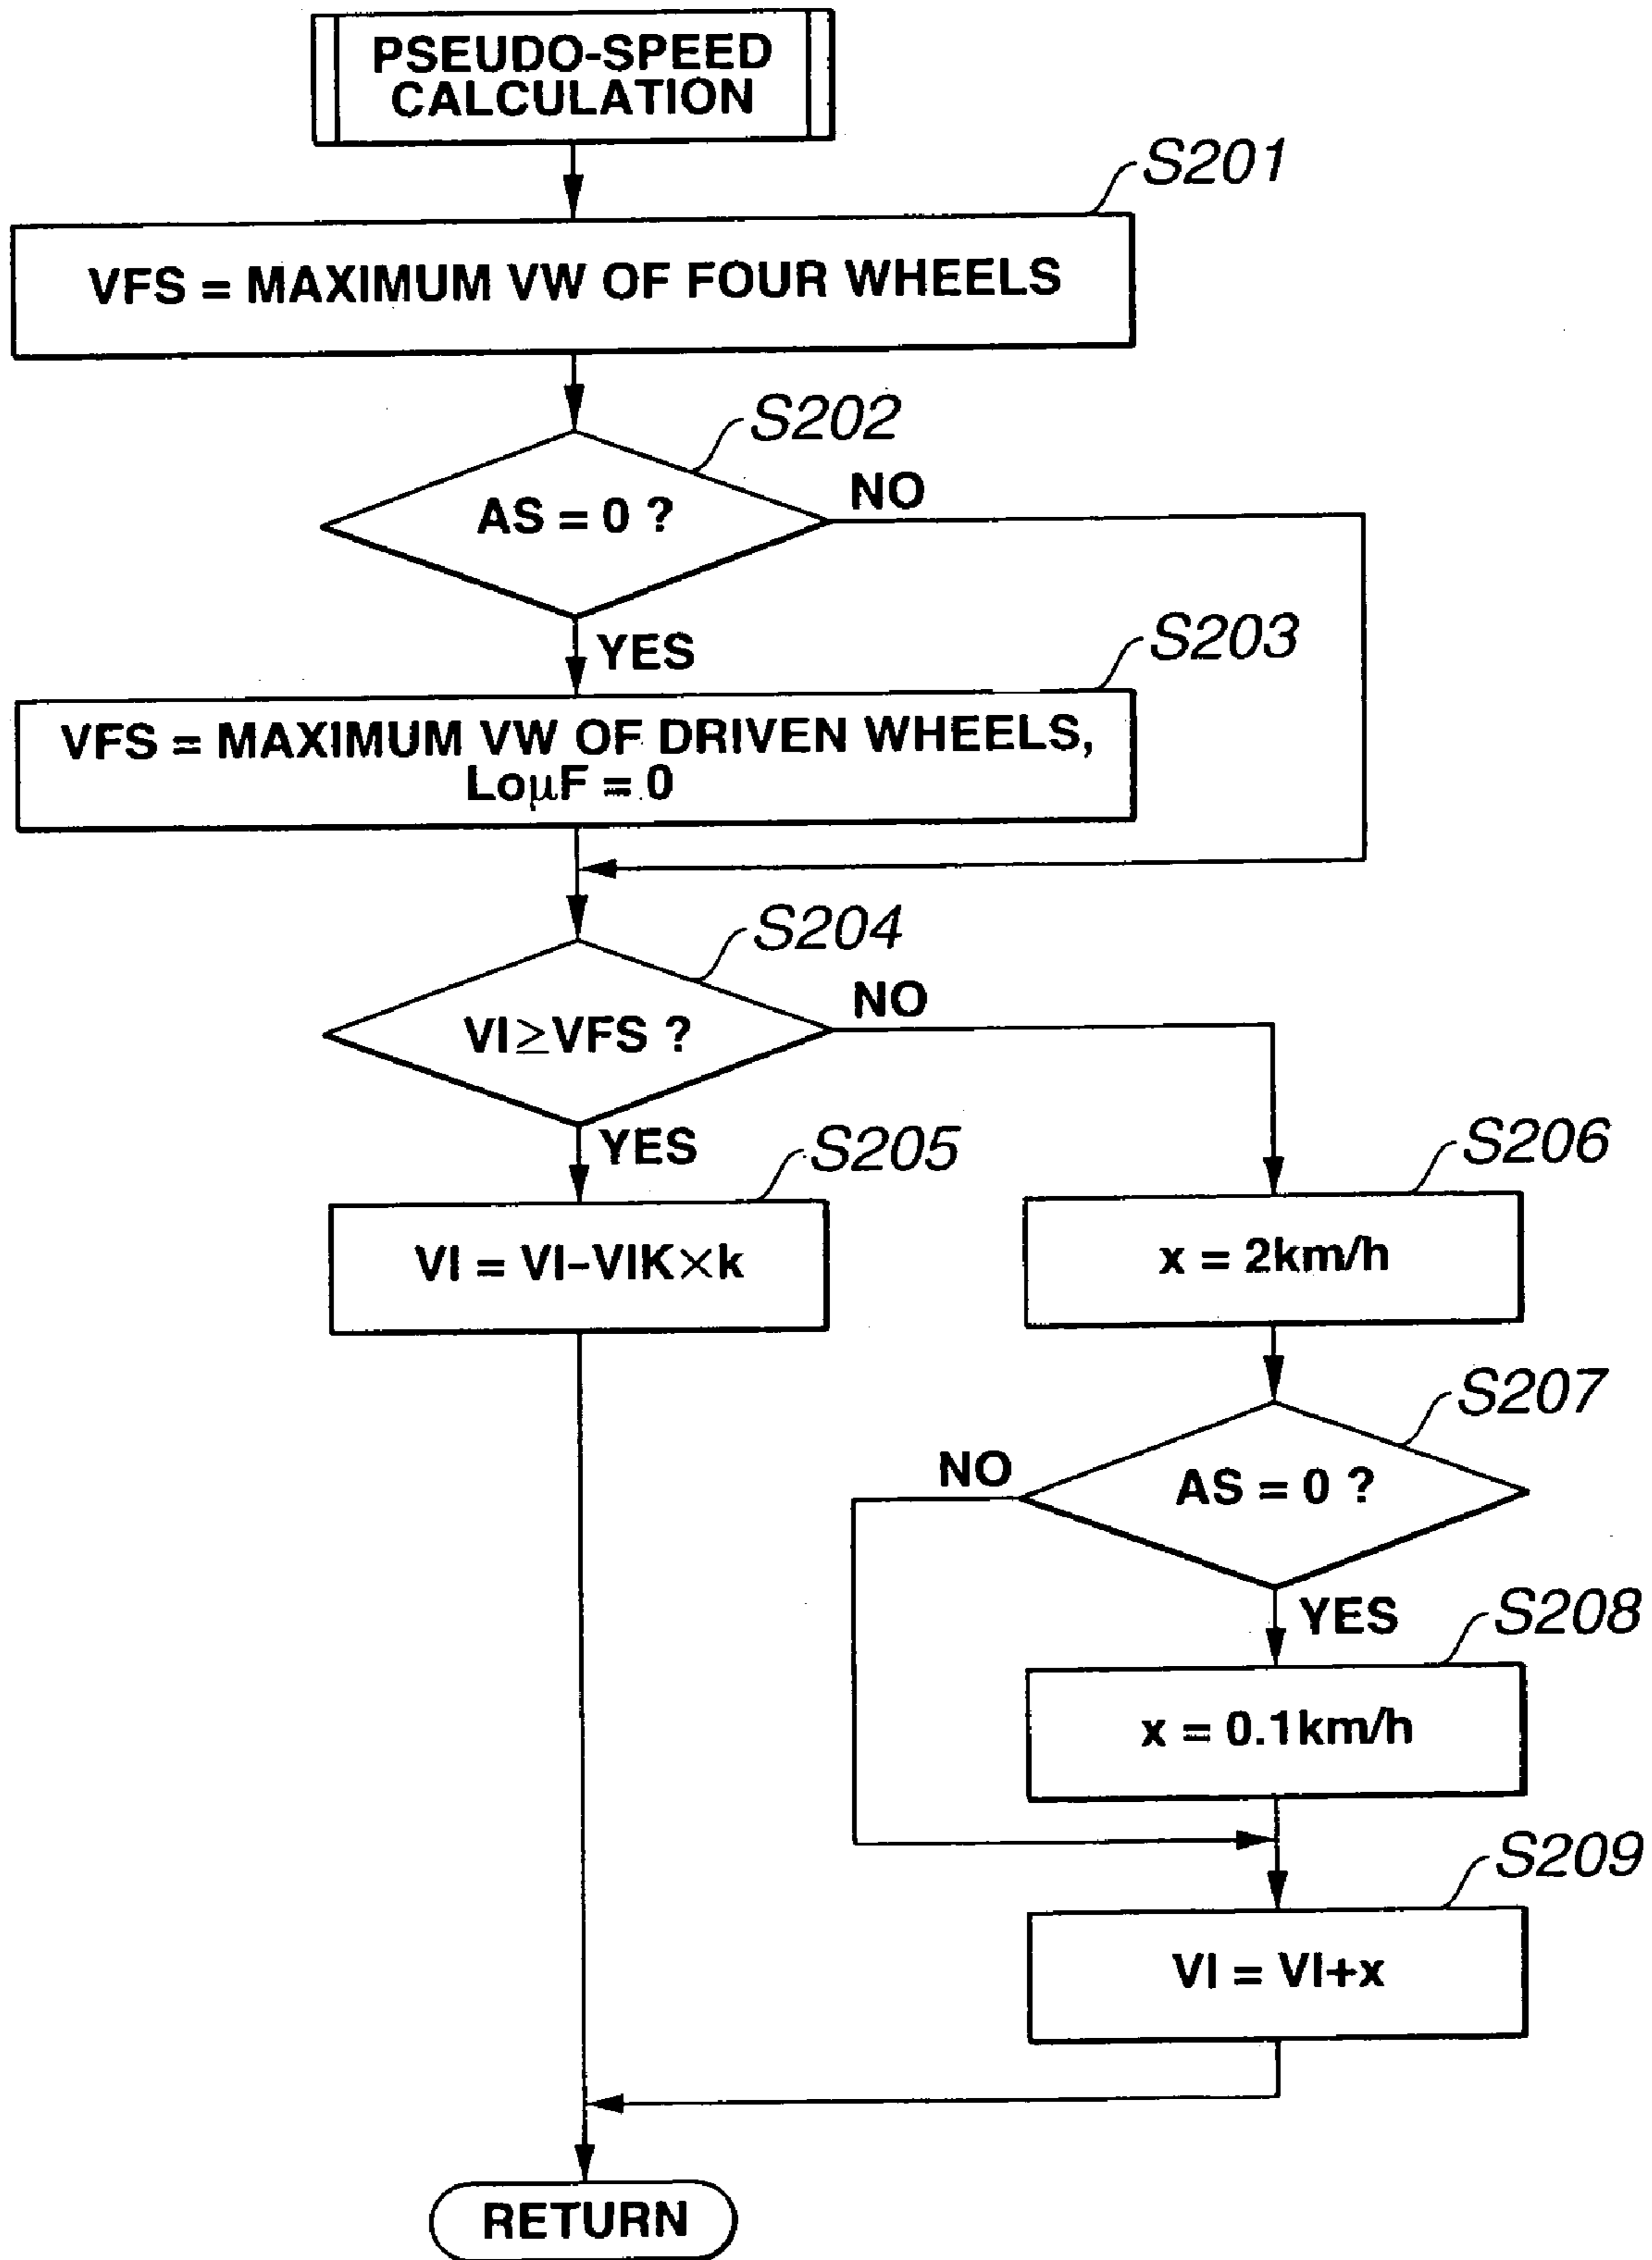 PSEUDO-SPEED
CALCULATION
S201
VFS = MAXIMUM VW OF FOUR WHEELS
S202
AS = 0 ?
NO
YES
S203
VFS = MAXIMUM VW OF DRIVEN WHEELS,
LoμF = 0
S204
VI≥VFS ?
NO
YES
S205
VI = VI–VIK×k
S206
x = 2km/h
S207
AS = 0 ?
NO
YES
S208
x = 0.1km/h
S209
VI = VI+x
RETURN